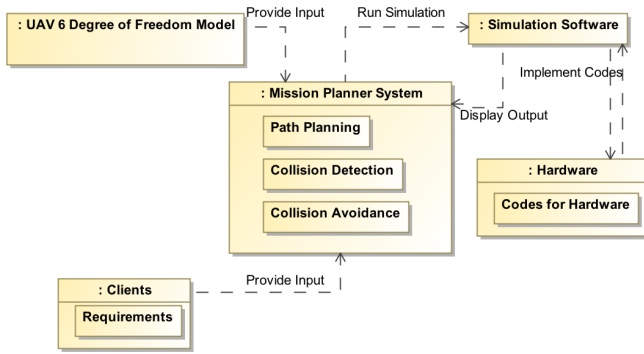 Provide Input
Run Simulation
: UAV 6 Degree of Freedom Model
: Simulation Software
Implement Codes
: Mission Planner System
Display Output
Path Planning
Collision Detection
Collision Avoidance
: Hardware
Codes for Hardware
Provide Input
: Clients
Requirements